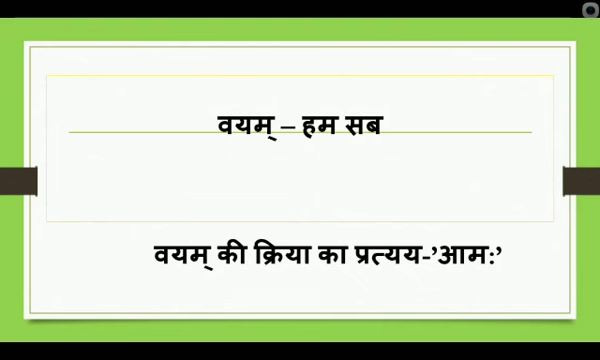 वयम् – हम सब
वयम् की क्रिया का प्रत्यय-’आम:’